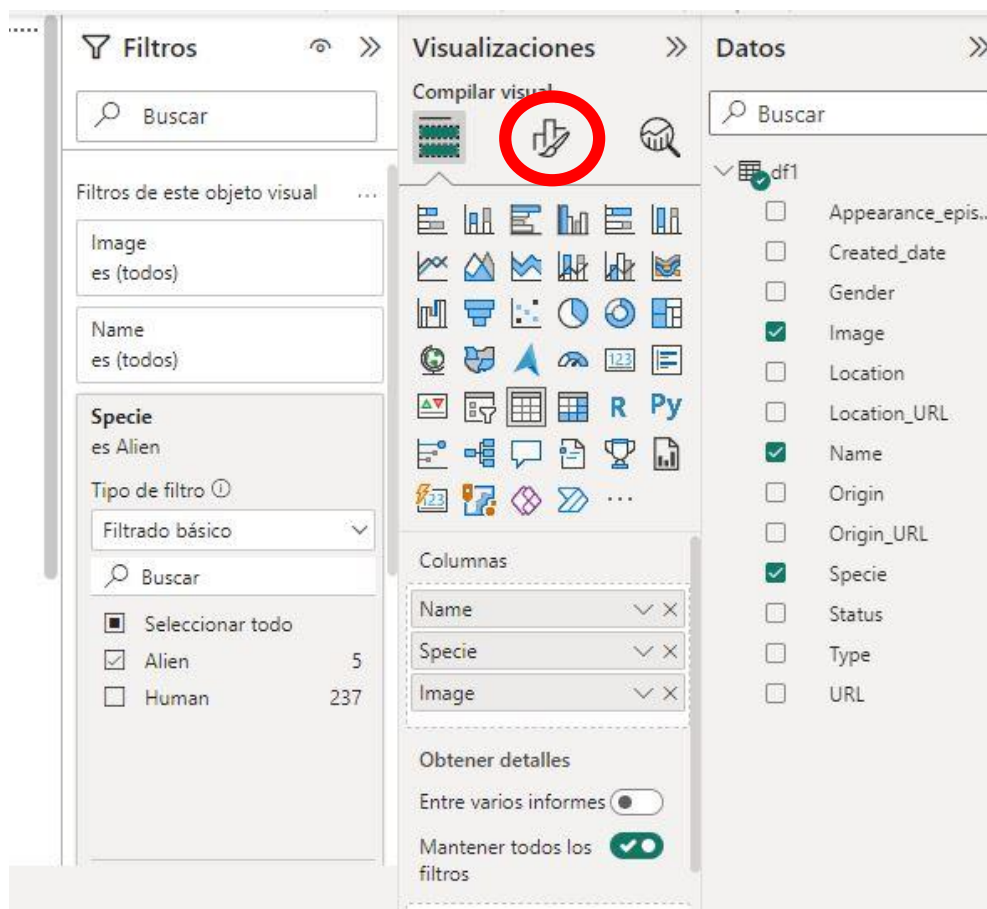 Filtros
Buscar
Filtros de este objeto visual
Image
es (todos)
Name
es (todos)
Specie
es Alien
Tipo de filtro
Filtrado básico
Buscar
Seleccionar todo
Alien 5
Human 237
Visualizaciones
Compilar visual
123
R Py
123
Columnas
Name
Specie
Image
Obtener detalles
Entre varios informes
Mantener todos los
filtros
Datos
Buscar
df1
Appearance_epis...
Created_date
Gender
Image
Location
Location_URL
Name
Origin
Origin_URL
Specie
Status
Type
URL